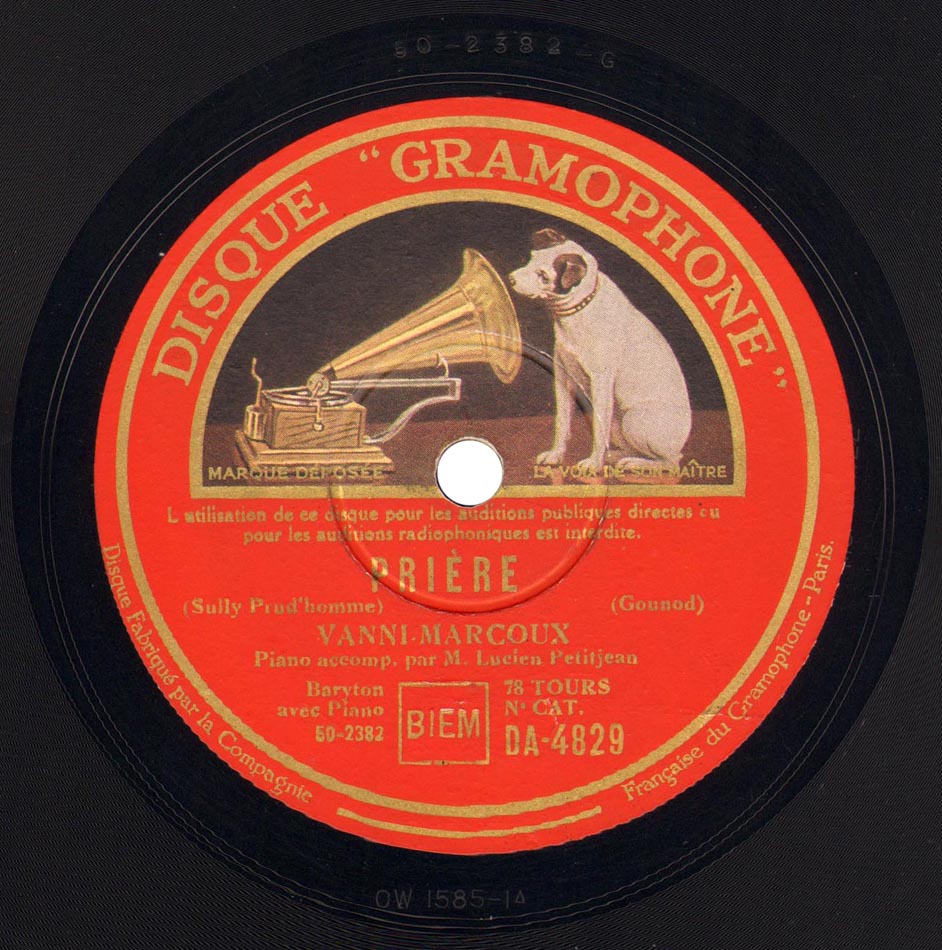 50-2382-G
DISQUE "GRAMOPHONE"
MARQUE DÉPOSÉE
LA VOIX DE SON MAÎTRE
L'utilisation de ce disque pour les auditions publiques directes ou
pour les auditions radiophoniques est interdite.
PRIÈRE
(Sully Prud'homme) (Gounod)
VANNI-MARCOUX
Piano accomp. par M. Lucien Petitjean
Baryton
avec Piano
50-2382
BIEM
78 TOURS
N° CAT.
DA-4829
Disque Fabriqué par la Compagnie Française du Gramophone - Paris.
OW 1585-1A